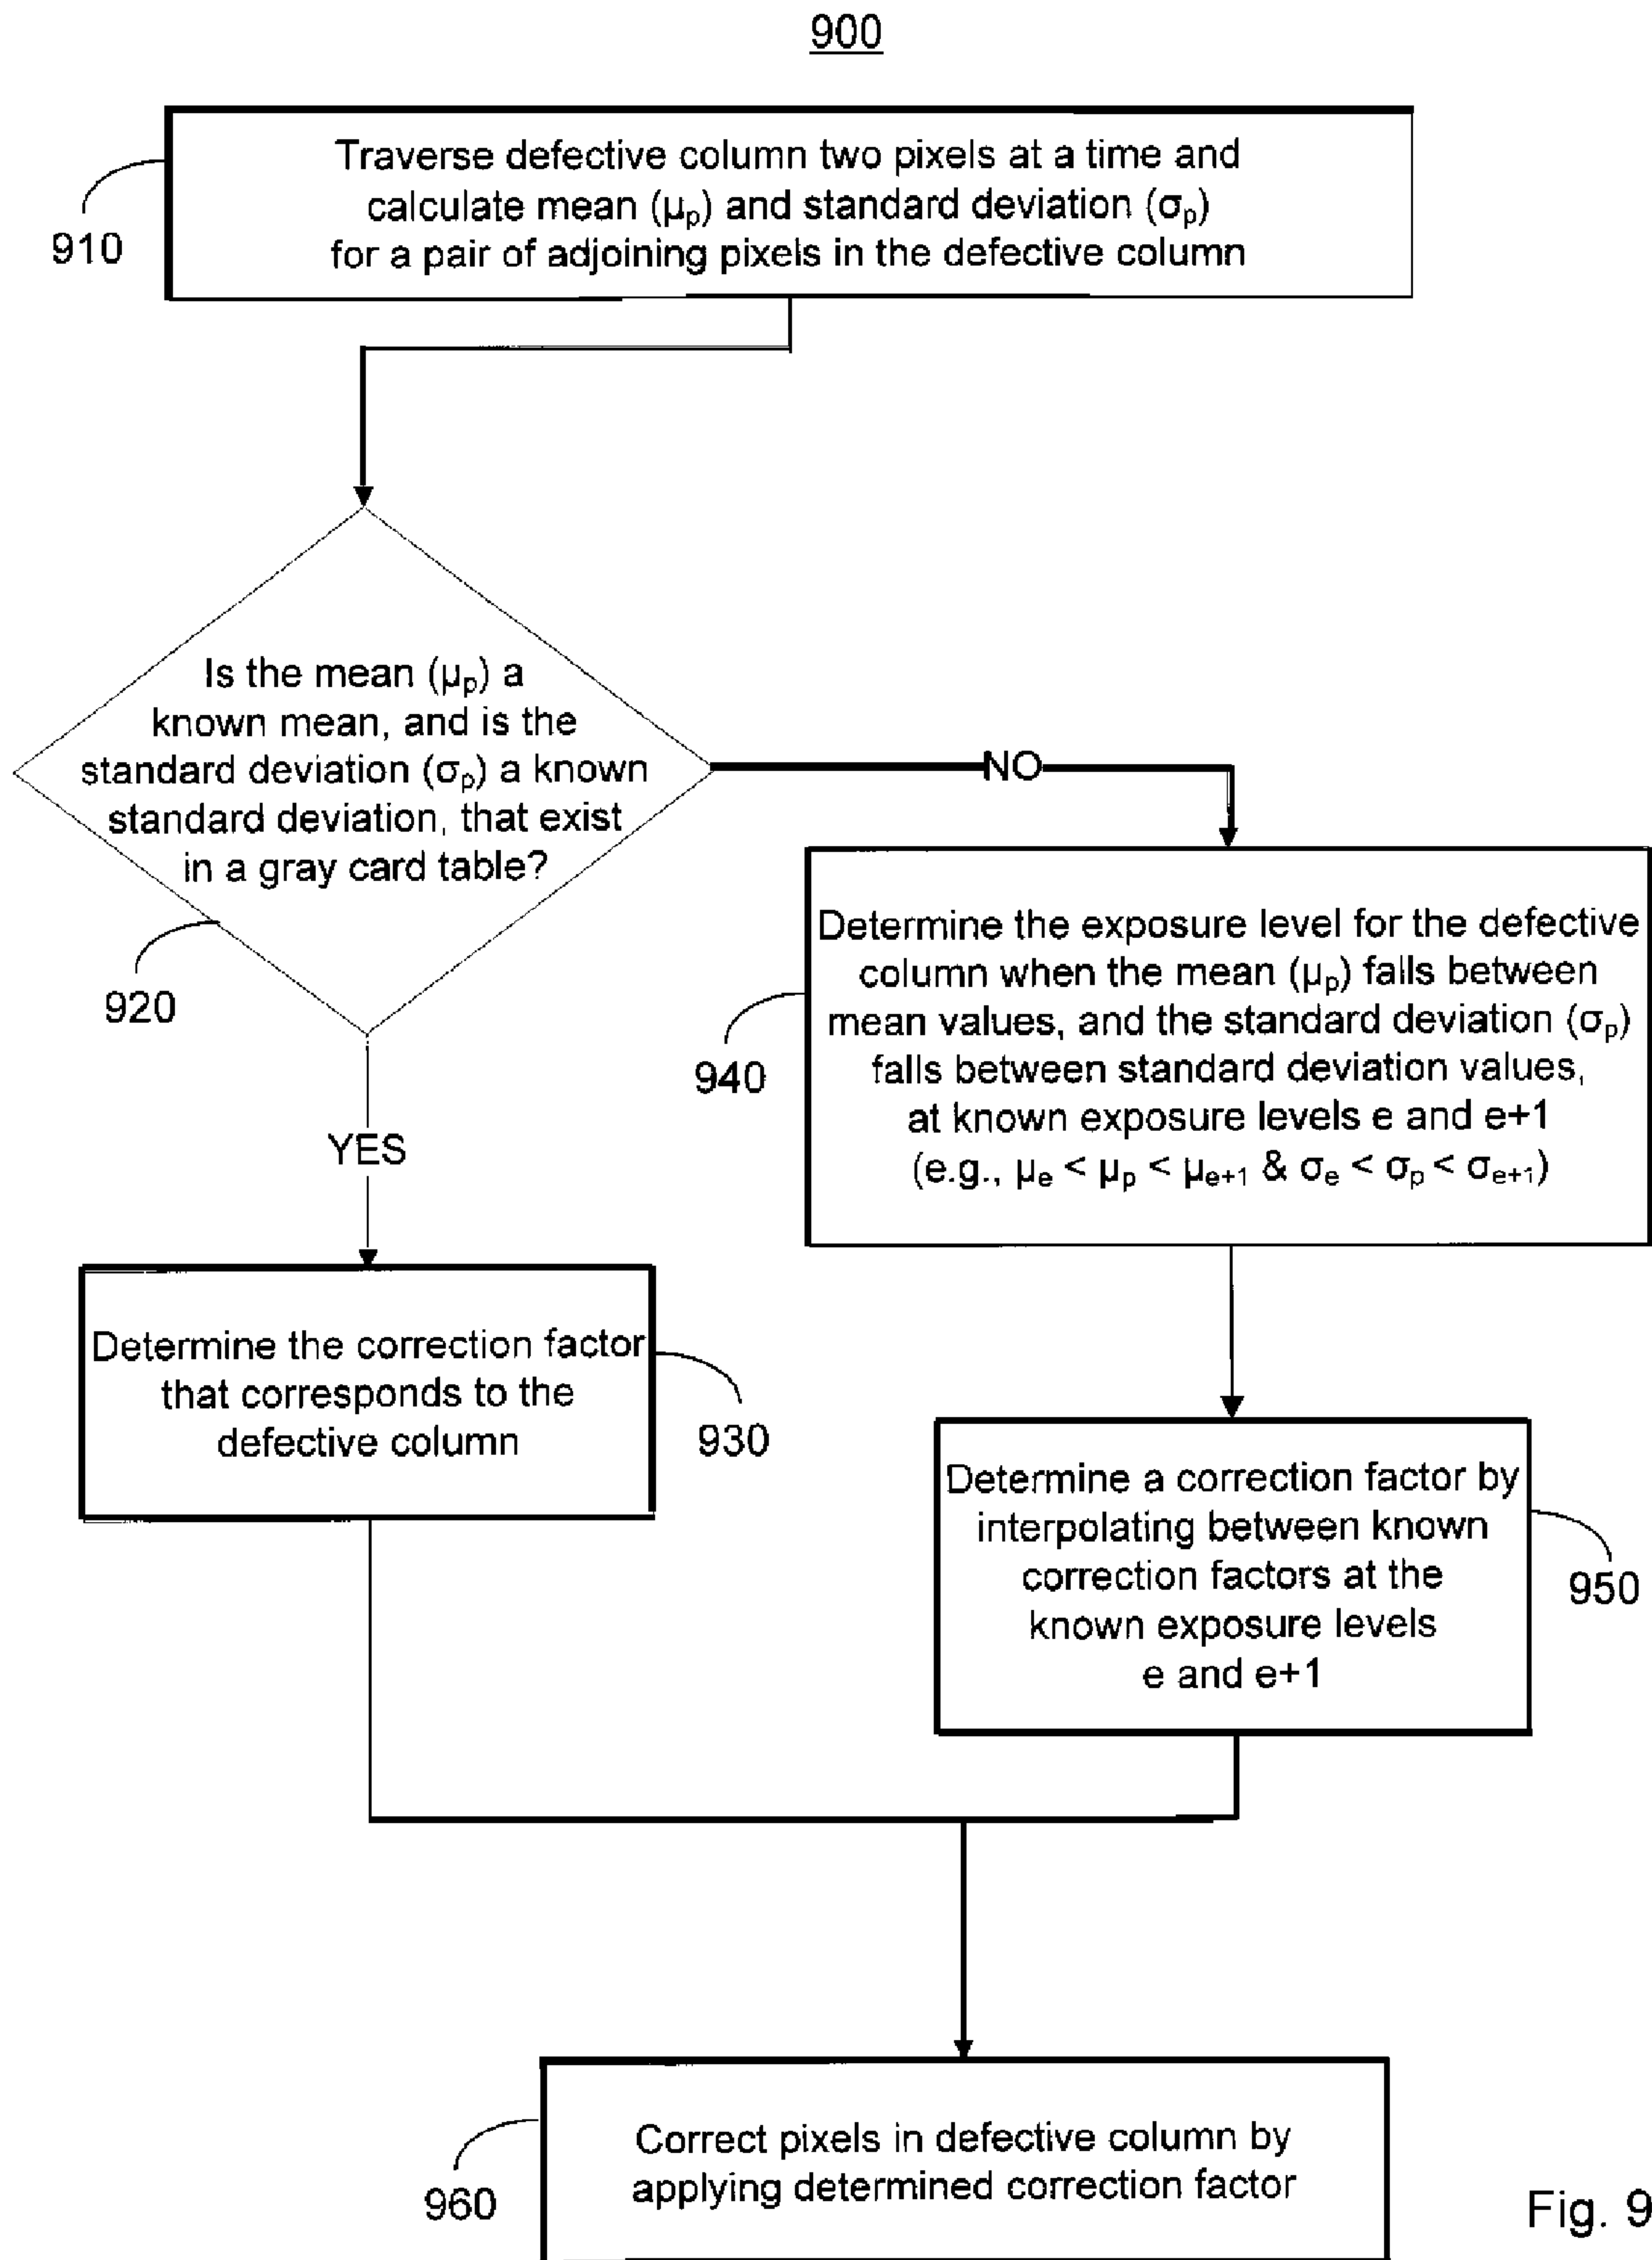 900
Traverse defective column two pixels at a time and
calculate mean (μₚ) and standard deviation (σₚ)
for a pair of adjoining pixels in the defective column
910
Is the mean (μₚ) a
known mean, and is the
standard deviation (σₚ) a known
standard deviation, that exist
in a gray card table?
920
NO
YES
Determine the exposure level for the defective
column when the mean (μₚ) falls between
mean values, and the standard deviation (σₚ)
falls between standard deviation values,
at known exposure levels e and e+1
(e.g., μₑ < μₚ < μₑ₊₁ & σₑ < σₚ < σₑ₊₁)
940
Determine the correction factor
that corresponds to the
defective column
930
Determine a correction factor by
interpolating between known
correction factors at the
known exposure levels
e and e+1
950
Correct pixels in defective column by
applying determined correction factor
960
Fig. 9